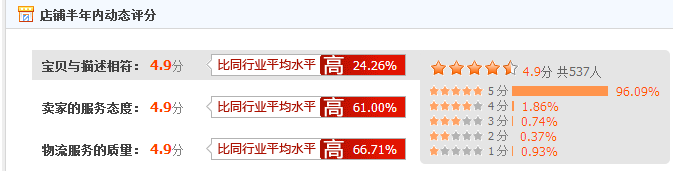 店铺半年内动态评分
宝贝与描述相符： 4.9分 比同行业平均水平 高 24.26%
卖家的服务态度： 4.9分 比同行业平均水平 高 61.00%
物流服务的质量： 4.9分 比同行业平均水平 高 66.71%
4.9分 共537人
5 分 96.09%
4 分 1.86%
3 分 0.74%
2 分 0.37%
1 分 0.93%